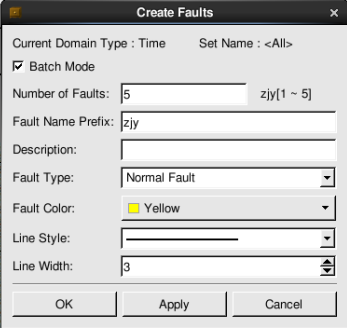 Create Faults
Current Domain Type : Time Set Name : <All>
Batch Mode
Number of Faults: 5 zjy[1 ~ 5]
Fault Name Prefix: zjy
Description:
Fault Type: Normal Fault
Fault Color: Yellow
Line Style:
Line Width: 3
OK Apply Cancel